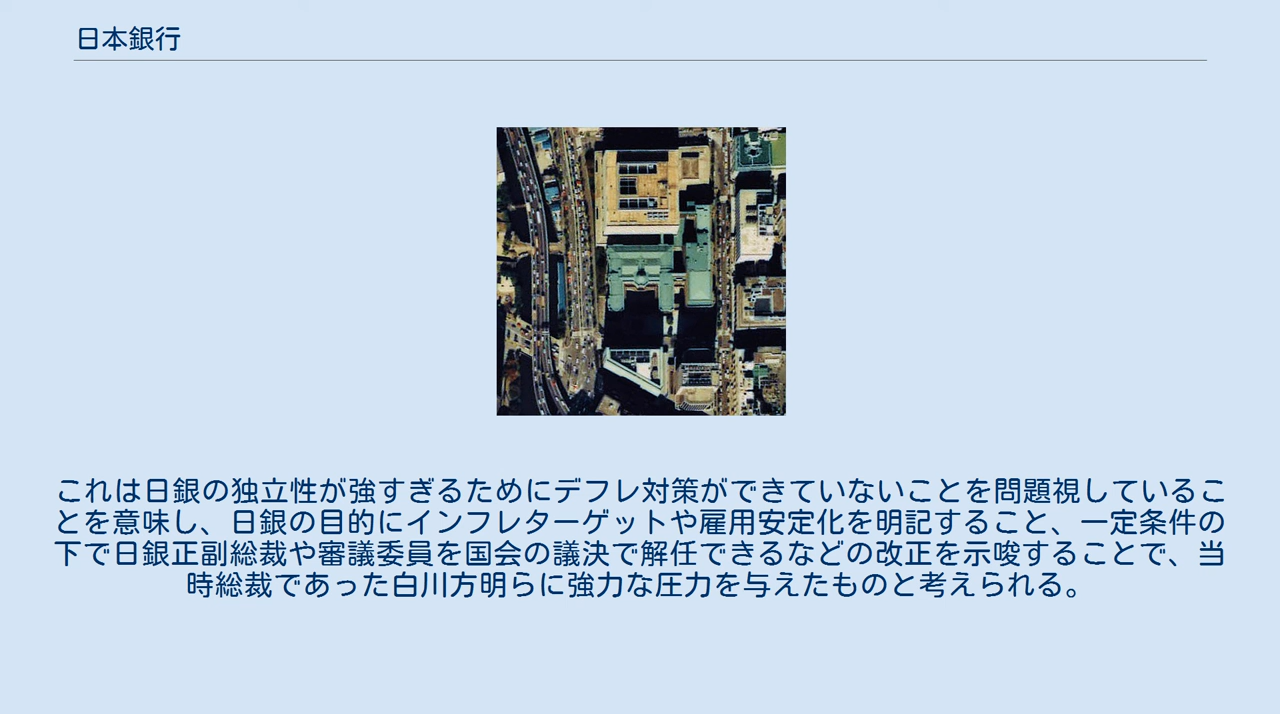 日本銀行
これは日銀の独立性が強すぎるためにデフレ対策ができていないことを問題視しているこ
とを意味し、日銀の目的にインフレターゲットや雇用安定化を明記すること、一定条件の
下で日銀正副総裁や審議委員を国会の議決で解任できるなどの改正を示唆することで、当
時総裁であった白川方明らに強力な圧力を与えたものと考えられる。